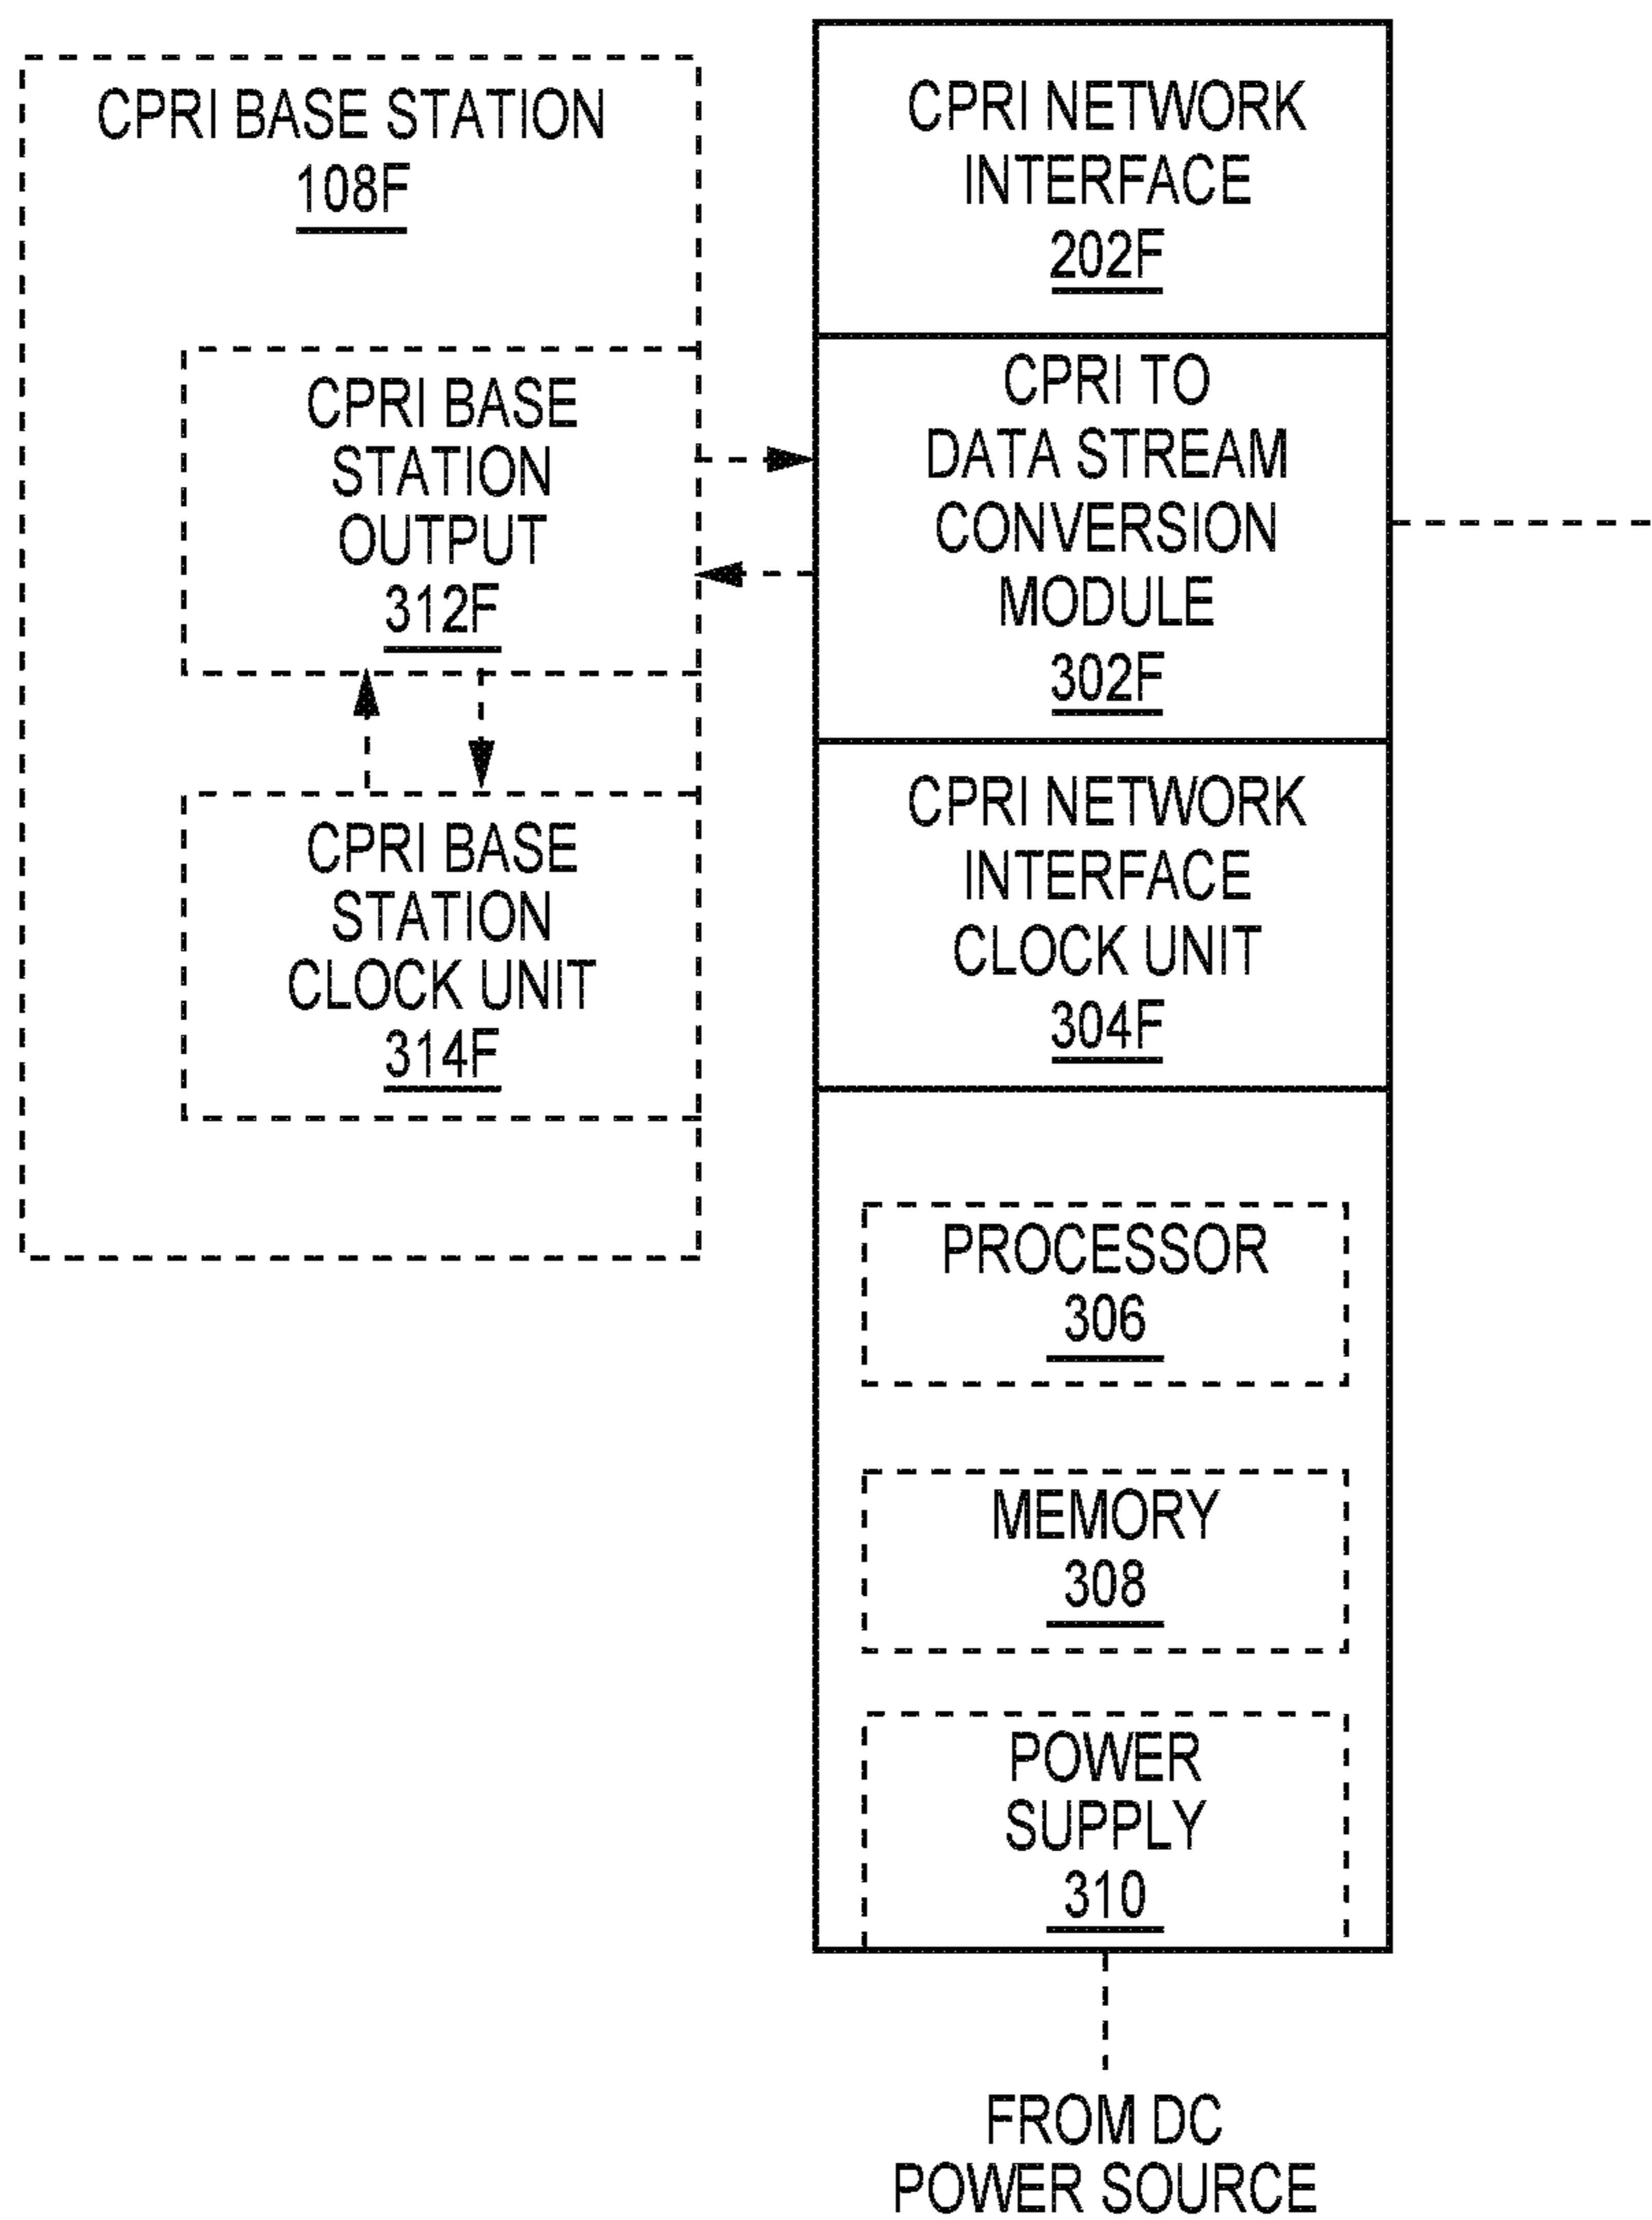 CPRI BASE STATION
108F
CPRI BASE
STATION
OUTPUT
312F
CPRI BASE
STATION
CLOCK UNIT
314F
CPRI NETWORK
INTERFACE
202F
CPRI TO
DATA STREAM
CONVERSION
MODULE
302F
CPRI NETWORK
INTERFACE
CLOCK UNIT
304F
PROCESSOR
306
MEMORY
308
POWER
SUPPLY
310
FROM DC
POWER SOURCE